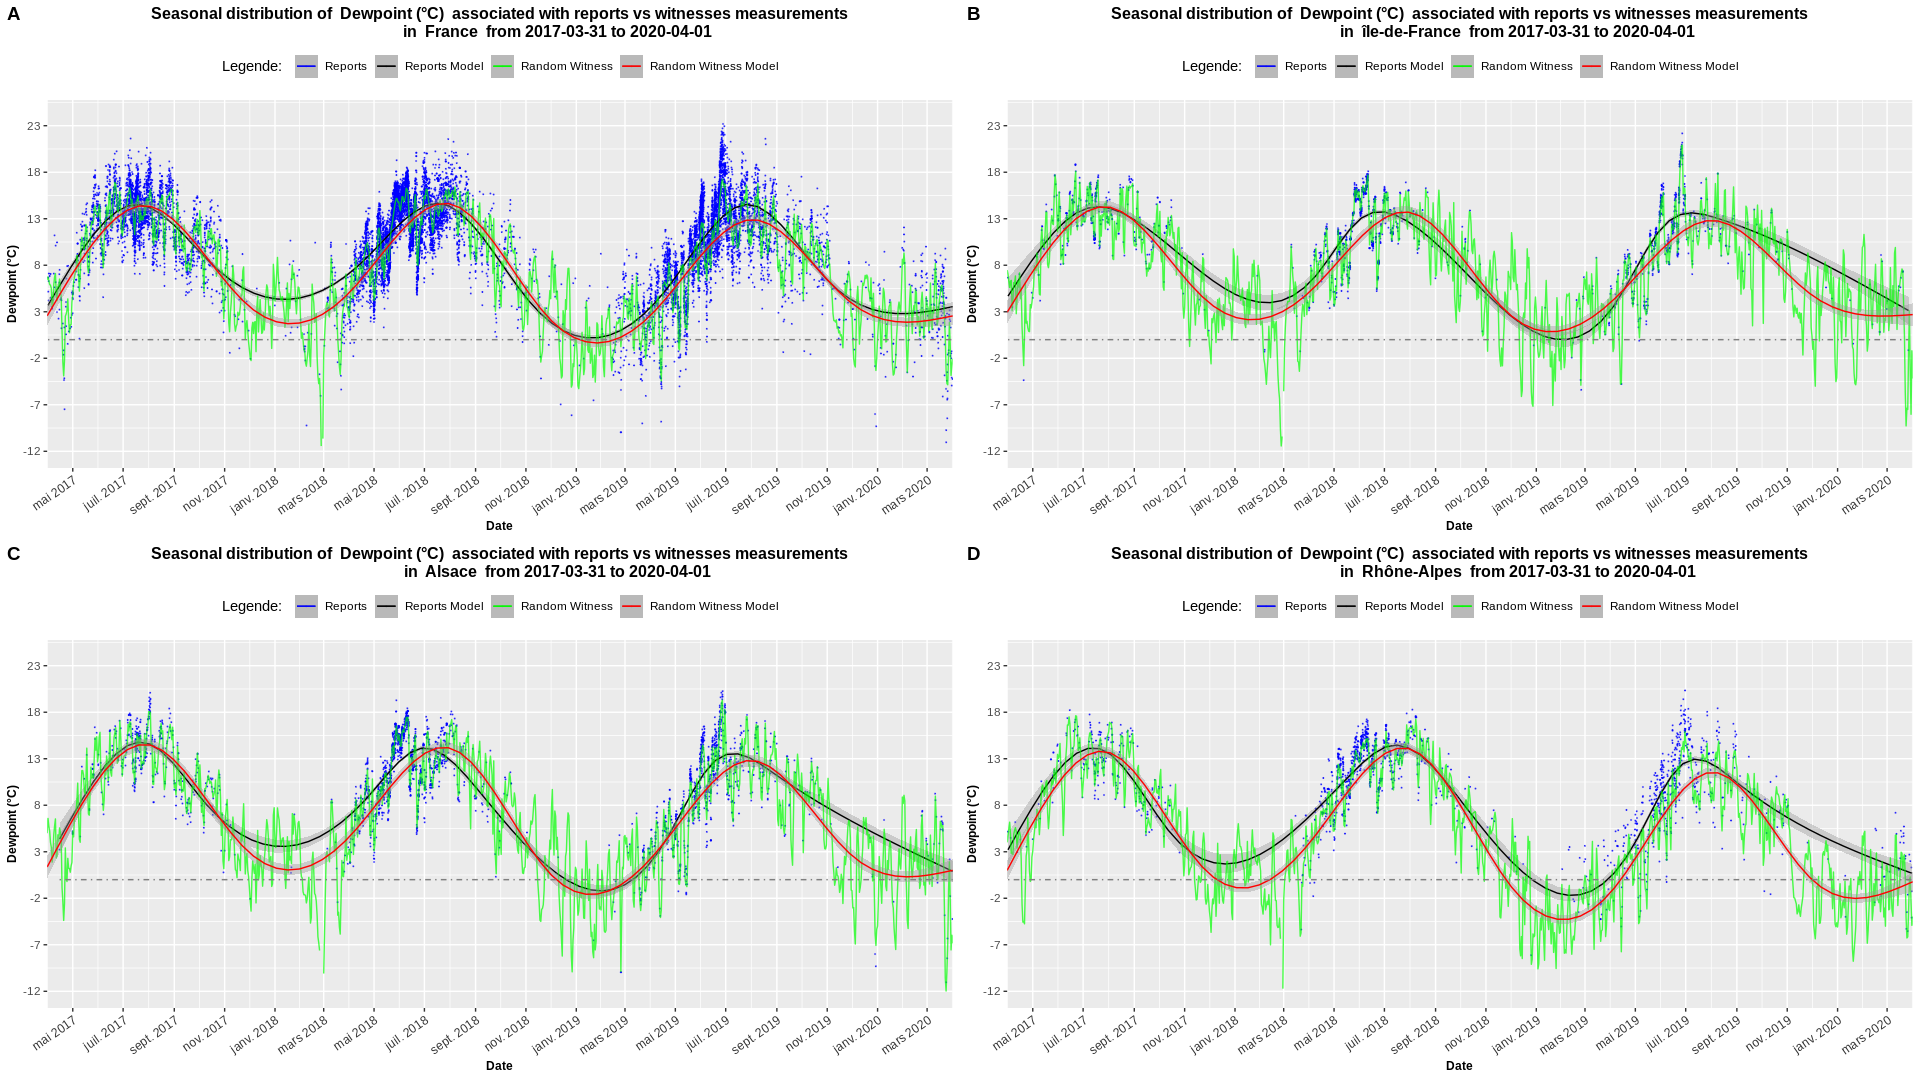 A
Seasonal distribution of  Dewpoint (°C)  associated with reports vs witnesses measurements
in  France  from 2017-03-31 to 2020-04-01
Legende: Reports Reports Model Random Witness Random Witness Model
Dewpoint (°C)
23
18
13
8
3
-2
-7
-12
mai 2017 juil. 2017 sept. 2017 nov. 2017 janv. 2018 mars 2018 mai 2018 juil. 2018 sept. 2018 nov. 2018 janv. 2019 mars 2019 mai 2019 juil. 2019 sept. 2019 nov. 2019 janv. 2020 mars 2020
Date
B
Seasonal distribution of  Dewpoint (°C)  associated with reports vs witnesses measurements
in  île-de-France  from 2017-03-31 to 2020-04-01
Legende: Reports Reports Model Random Witness Random Witness Model
Dewpoint (°C)
23
18
13
8
3
-2
-7
-12
mai 2017 juil. 2017 sept. 2017 nov. 2017 janv. 2018 mars 2018 mai 2018 juil. 2018 sept. 2018 nov. 2018 janv. 2019 mars 2019 mai 2019 juil. 2019 sept. 2019 nov. 2019 janv. 2020 mars 2020
Date
C
Seasonal distribution of  Dewpoint (°C)  associated with reports vs witnesses measurements
in  Alsace  from 2017-03-31 to 2020-04-01
Legende: Reports Reports Model Random Witness Random Witness Model
Dewpoint (°C)
23
18
13
8
3
-2
-7
-12
mai 2017 juil. 2017 sept. 2017 nov. 2017 janv. 2018 mars 2018 mai 2018 juil. 2018 sept. 2018 nov. 2018 janv. 2019 mars 2019 mai 2019 juil. 2019 sept. 2019 nov. 2019 janv. 2020 mars 2020
Date
D
Seasonal distribution of  Dewpoint (°C)  associated with reports vs witnesses measurements
in  Rhône-Alpes  from 2017-03-31 to 2020-04-01
Legende: Reports Reports Model Random Witness Random Witness Model
Dewpoint (°C)
23
18
13
8
3
-2
-7
-12
mai 2017 juil. 2017 sept. 2017 nov. 2017 janv. 2018 mars 2018 mai 2018 juil. 2018 sept. 2018 nov. 2018 janv. 2019 mars 2019 mai 2019 juil. 2019 sept. 2019 nov. 2019 janv. 2020 mars 2020
Date